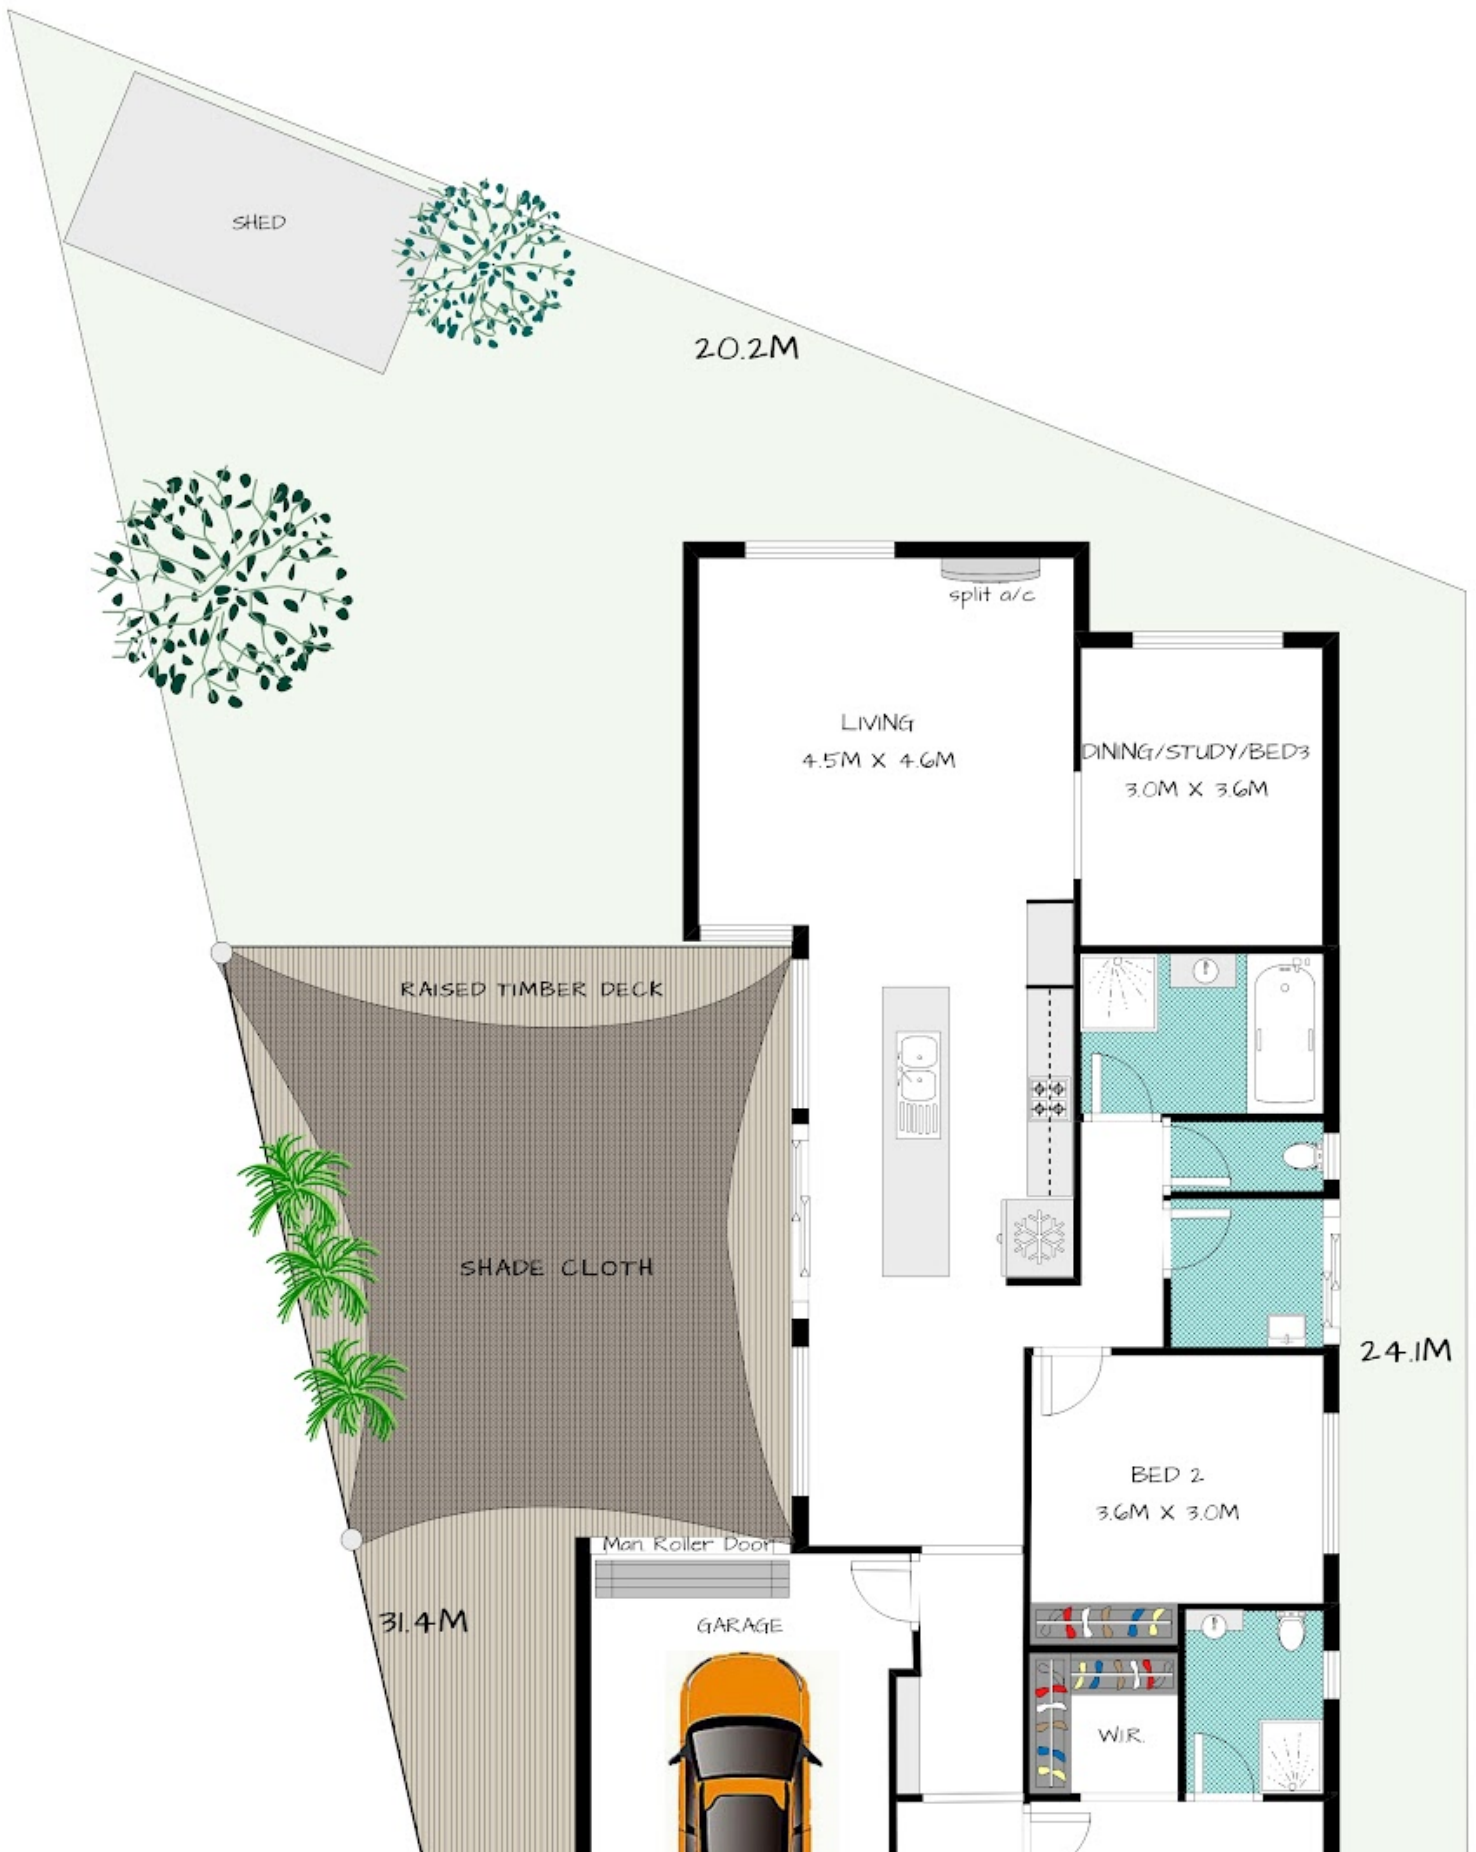 SHED
20.2M
split a/c
LIVING
4.5M X 4.6M
DINING/STUDY/BED3
3.0M X 3.6M
RAISED TIMBER DECK
SHADE CLOTH
24.1M
BED 2
3.6M X 3.0M
Man. Roller Door
31.4M
GARAGE
W.I.R.